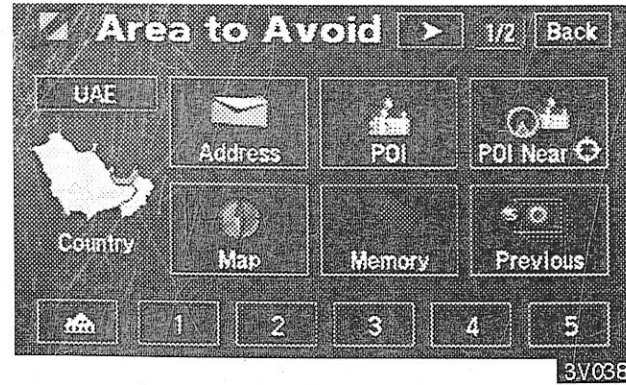 Area to Avoid 1/2 Back
UAE
Address POI POI Near
Country
Map Memory Previous
1 2 3 4 5
3V038